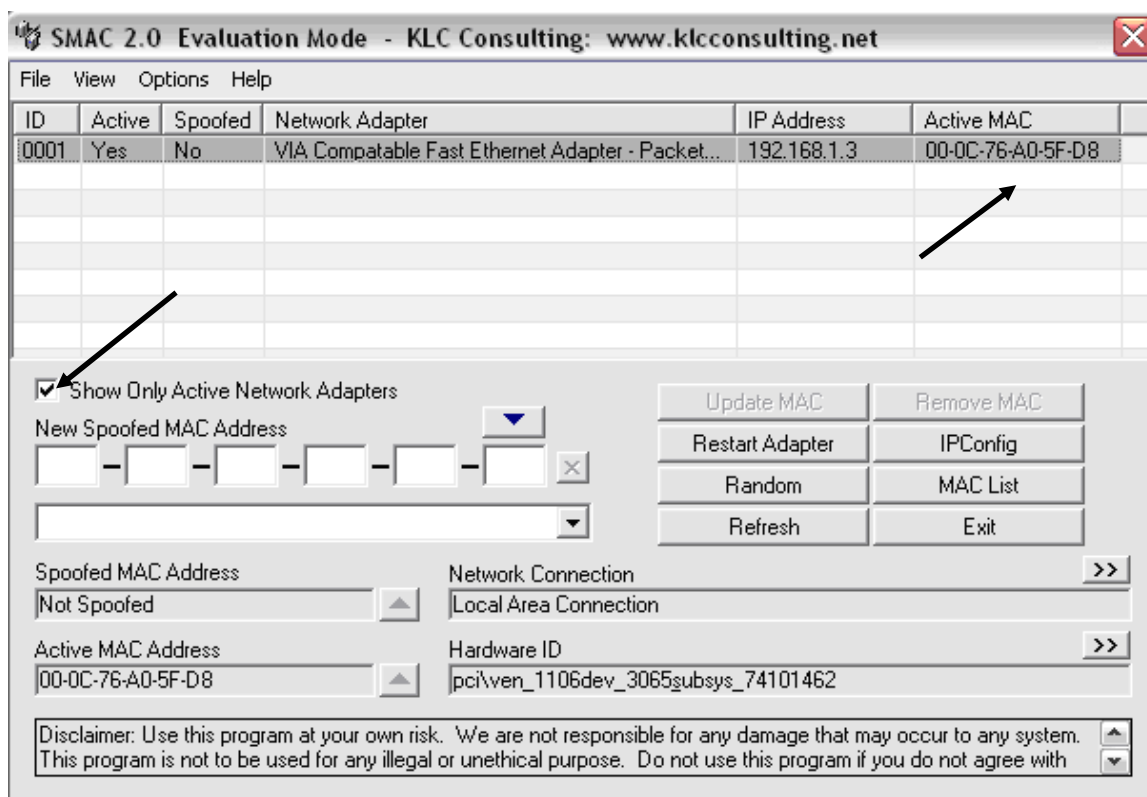 SMAC 2.0 Evaluation Mode - KLC Consulting: www.klcconsulting.net
File View Options Help
ID Active Spoofed Network Adapter IP Address Active MAC
0001 Yes No VIA Compatable Fast Ethernet Adapter - Packet... 192.168.1.3 00-0C-76-A0-5F-D8
Show Only Active Network Adapters
New Spoofed MAC Address
Update MAC Remove MAC
Restart Adapter IPConfig
Random MAC List
Refresh Exit
Spoofed MAC Address
Not Spoofed
Network Connection >>
Local Area Connection
Active MAC Address
00-0C-76-A0-5F-D8
Hardware ID >>
pci\ven_1106dev_3065subsys_74101462
Disclaimer: Use this program at your own risk. We are not responsible for any damage that may occur to any system.
This program is not to be used for any illegal or unethical purpose. Do not use this program if you do not agree with